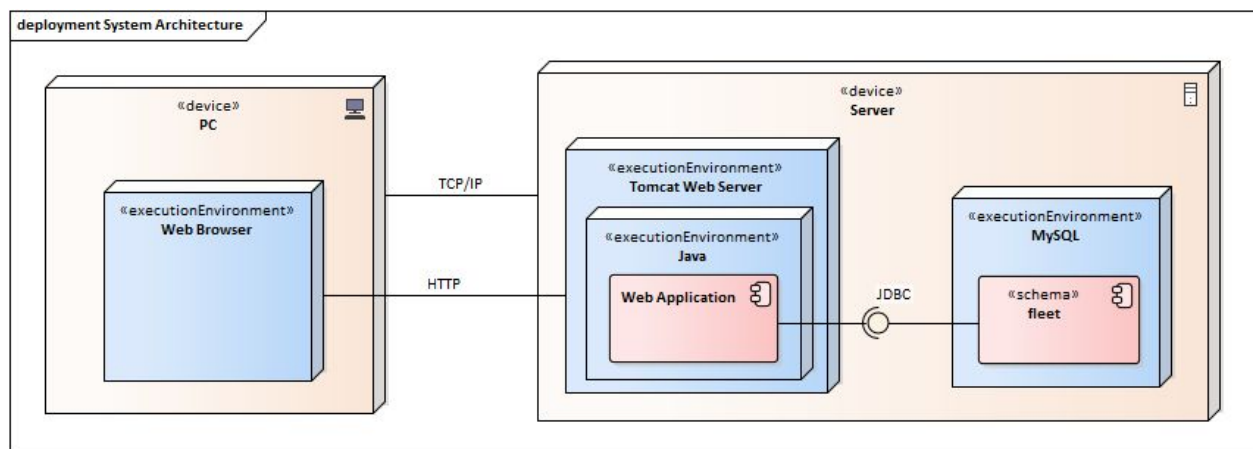 deployment System Architecture
«device»
PC
«executionEnvironment»
Web Browser
TCP/IP
HTTP
«device»
Server
«executionEnvironment»
Tomcat Web Server
«executionEnvironment»
Java
Web Application
JDBC
«executionEnvironment»
MySQL
«schema»
fleet